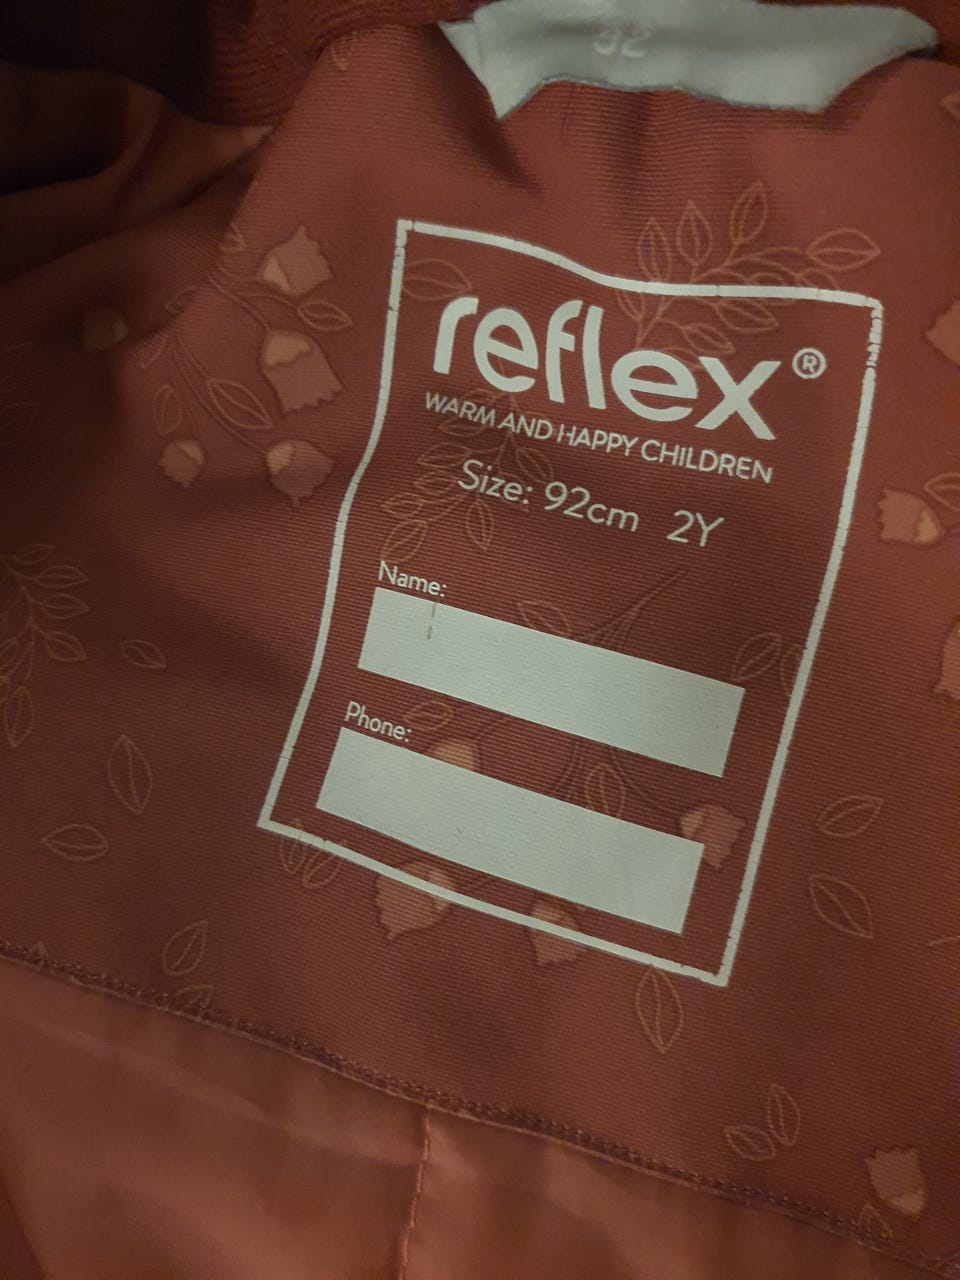 92
reflex®
WARM AND HAPPY CHILDREN
Size: 92cm 2Y
Name:
Phone: